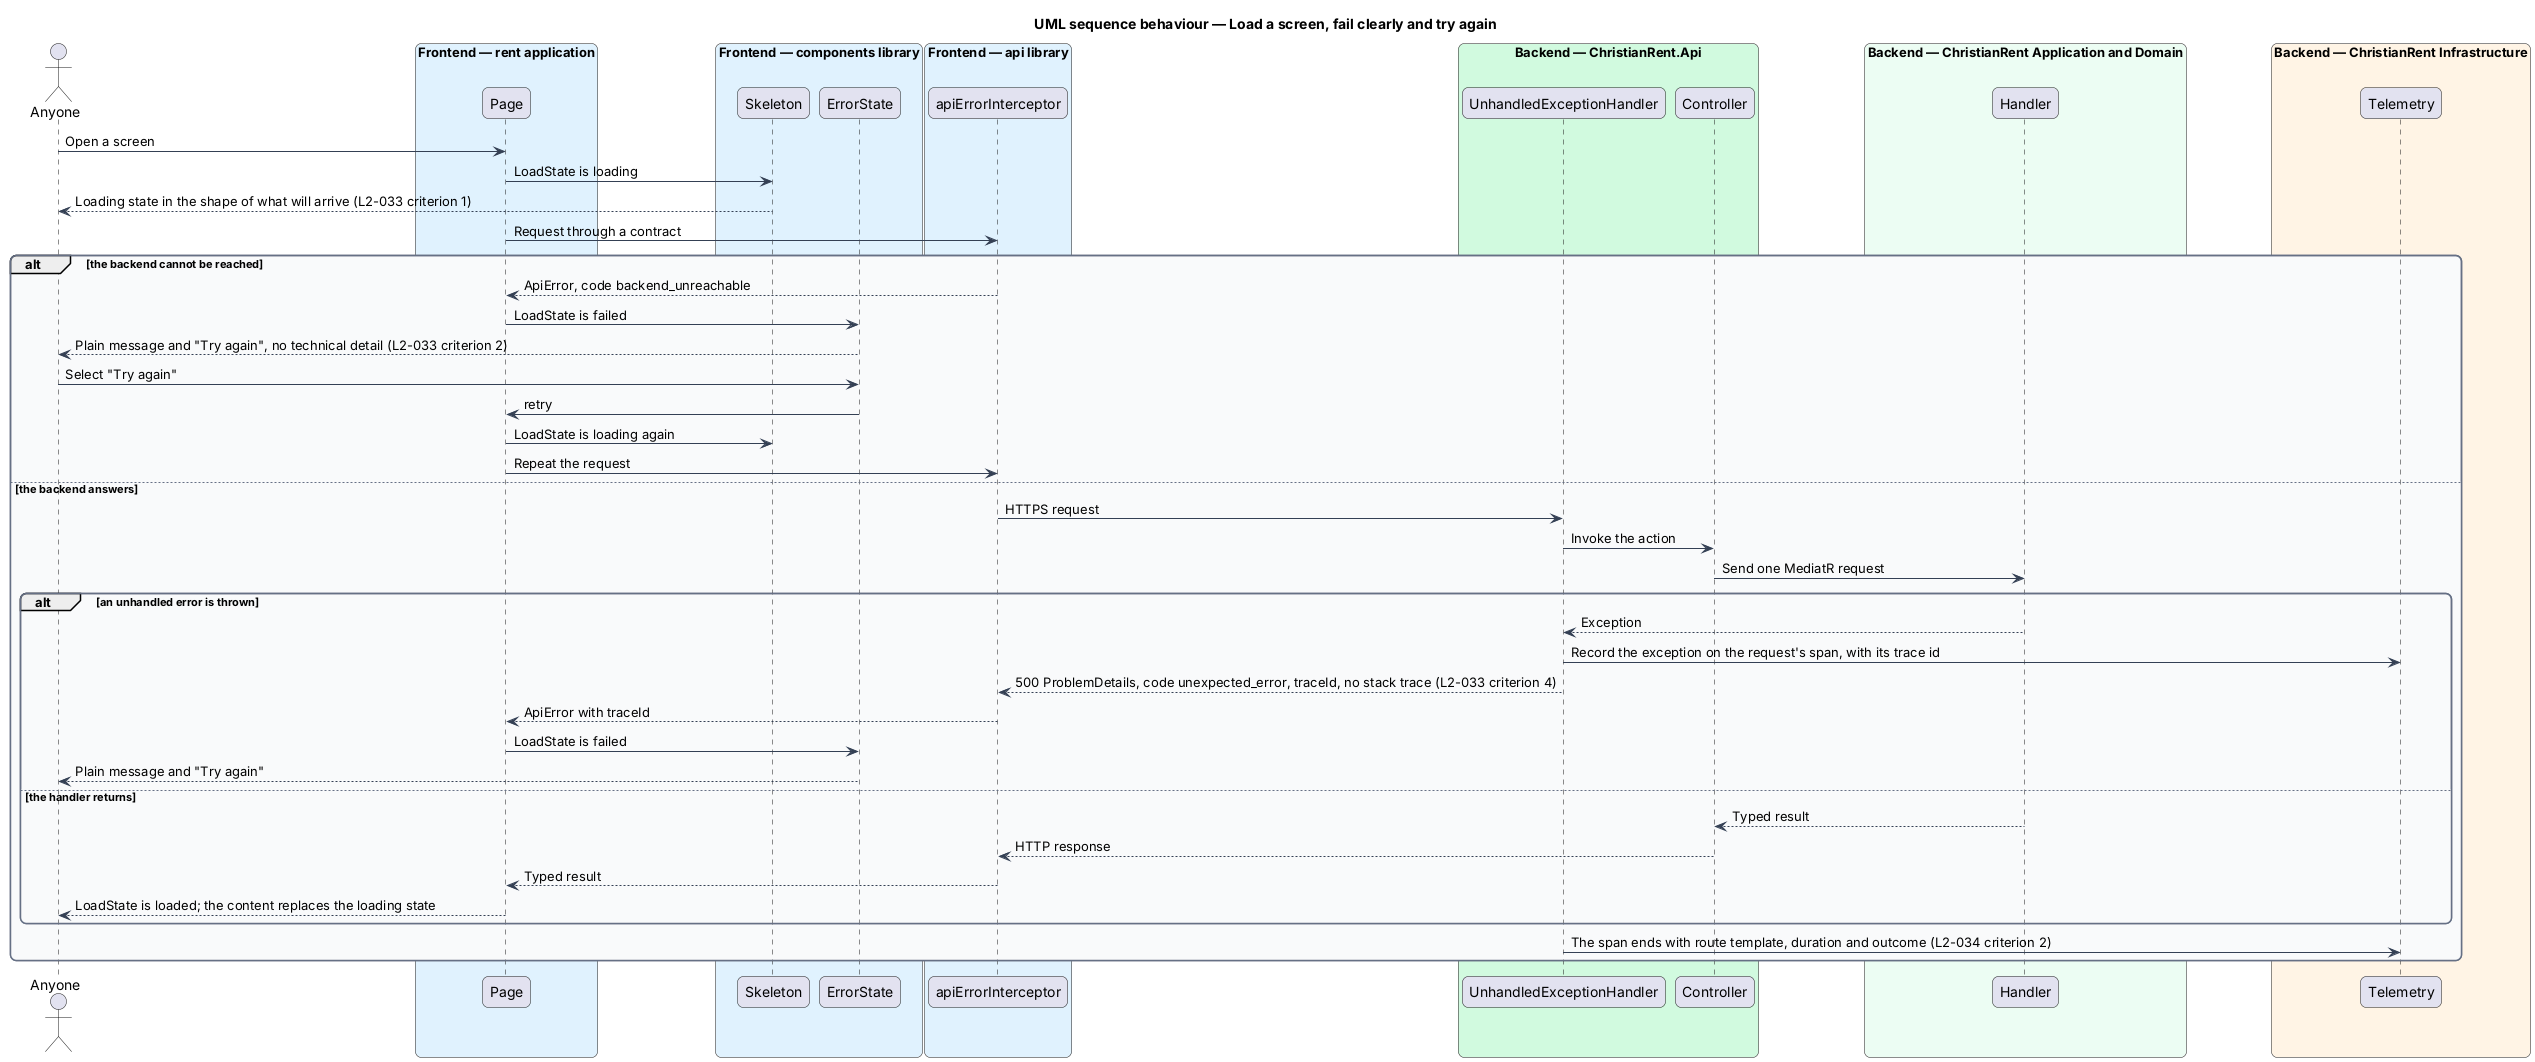 UML sequence behaviour — Load a screen, fail clearly and try again
Frontend — rent application
Frontend — components library
Frontend — api library
Backend — ChristianRent.Api
Backend — ChristianRent Application and Domain
Backend — ChristianRent Infrastructure
Anyone
Page
Skeleton
ErrorState
apiErrorInterceptor
UnhandledExceptionHandler
Controller
Handler
Telemetry
Open a screen
LoadState is loading
Loading state in the shape of what will arrive (L2-033 criterion 1)
Request through a contract
alt
[the backend cannot be reached]
ApiError, code backend_unreachable
LoadState is failed
Plain message and "Try again", no technical detail (L2-033 criterion 2)
Select "Try again"
retry
LoadState is loading again
Repeat the request
[the backend answers]
HTTPS request
Invoke the action
Send one MediatR request
alt
[an unhandled error is thrown]
Exception
Record the exception on the request's span, with its trace id
500 ProblemDetails, code unexpected_error, traceId, no stack trace (L2-033 criterion 4)
ApiError with traceId
LoadState is failed
Plain message and "Try again"
[the handler returns]
Typed result
HTTP response
Typed result
LoadState is loaded; the content replaces the loading state
The span ends with route template, duration and outcome (L2-034 criterion 2)
Anyone
Page
Skeleton
ErrorState
apiErrorInterceptor
UnhandledExceptionHandler
Controller
Handler
Telemetry